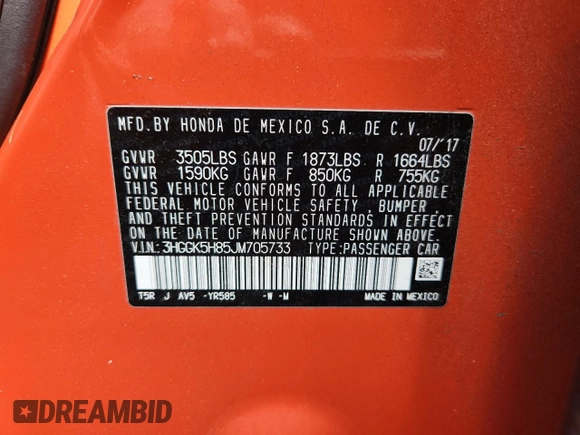 MFD. BY HONDA DE MEXICO S.A. DE C.V.
07/'17
GVWR 3505LBS GAWR F 1873LBS R 1664LBS
GVWR 1590KG GAWR F 850KG R 755KG
THIS VEHICLE CONFORMS TO ALL APPLICABLE
FEDERAL MOTOR VEHICLE SAFETY BUMPER,
AND THEFT PREVENTION STANDARDS IN EFFECT
ON THE DATE OF MANUFACTURE SHOWN ABOVE.
V.I.N.: 3HGGK5H85JM705733 TYPE:PASSENGER CAR
T5R J AV5 -YR585 -W -M
MADE IN MEXICO
DREAMBID